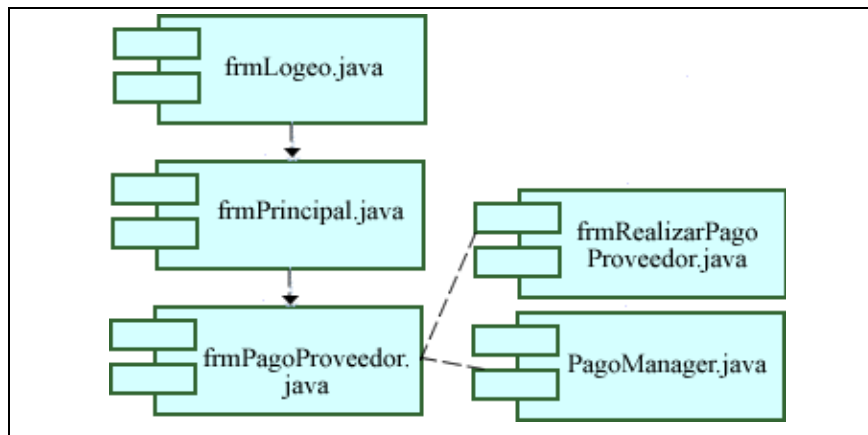 frmLogeo.java
frmPrincipal.java
frmRealizarPago
Proveedor.java
frmPagoProveedor.
java
PagoManager.java